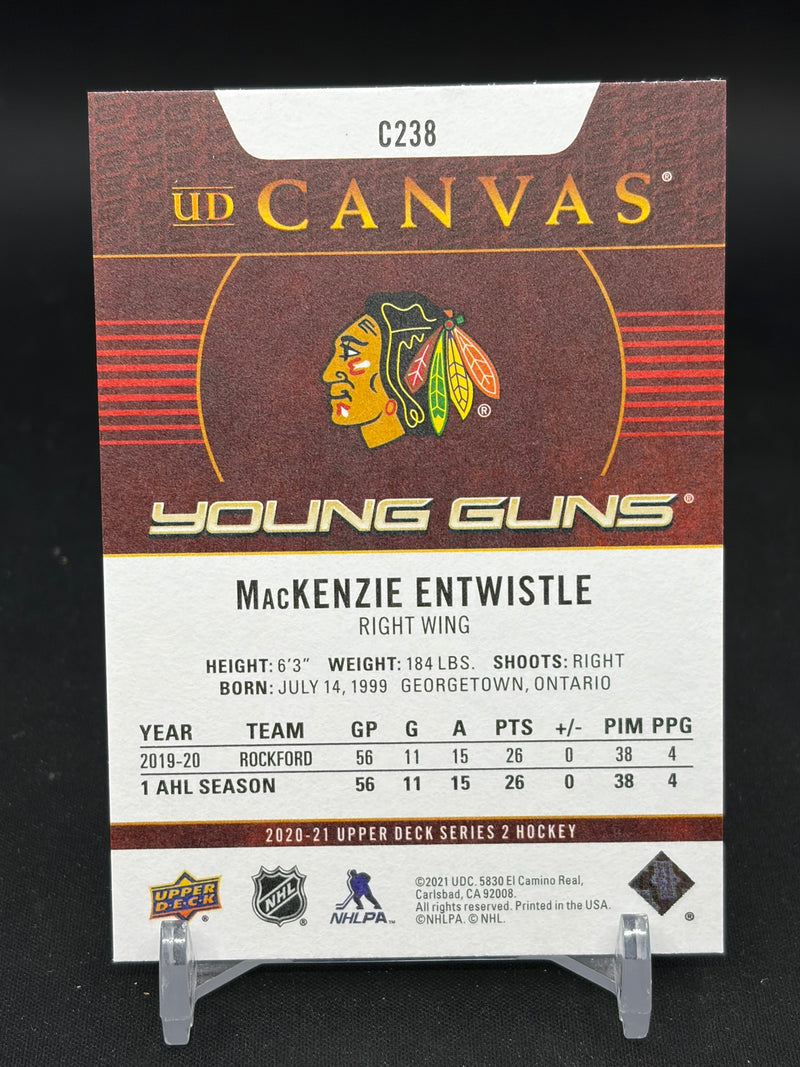 C238
UD CANVAS®
®
YOUNG GUNS®
MacKENZIE ENTWISTLE
RIGHT WING
HEIGHT: 6'3" WEIGHT: 184 LBS. SHOOTS: RIGHT
BORN: JULY 14, 1999 GEORGETOWN, ONTARIO
YEAR TEAM GP G A PTS +/- PIM PPG
2019-20 ROCKFORD 56 11 15 26 0 38 4
1 AHL SEASON 56 11 15 26 0 38 4
2020-21 UPPER DECK SERIES 2 HOCKEY
UPPER DECK ®
NHL ®
NHLPA™
©2021 UDC. 5830 El Camino Real,
Carlsbad, CA 92008.
All rights reserved. Printed in the USA.
©NHLPA. © NHL.
®